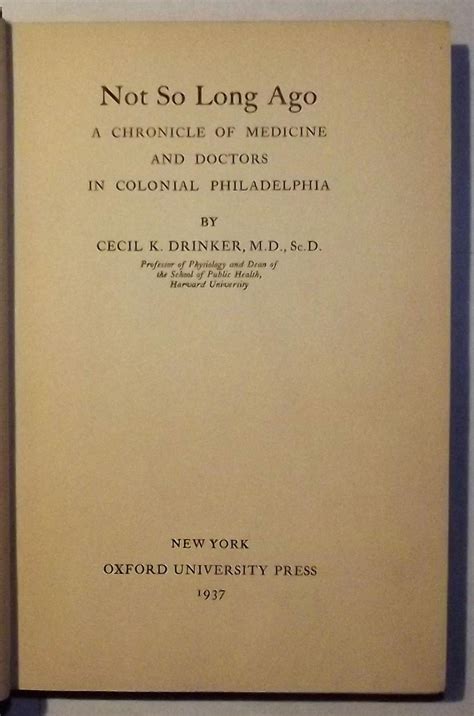 Not So Long Ago
A CHRONICLE OF MEDICINE
AND DOCTORS
IN COLONIAL PHILADELPHIA
BY
CECIL K. DRINKER, M.D., Sc.D.
Professor of Physiology and Dean of
the School of Public Health,
Harvard University
NEW YORK
OXFORD UNIVERSITY PRESS
1937